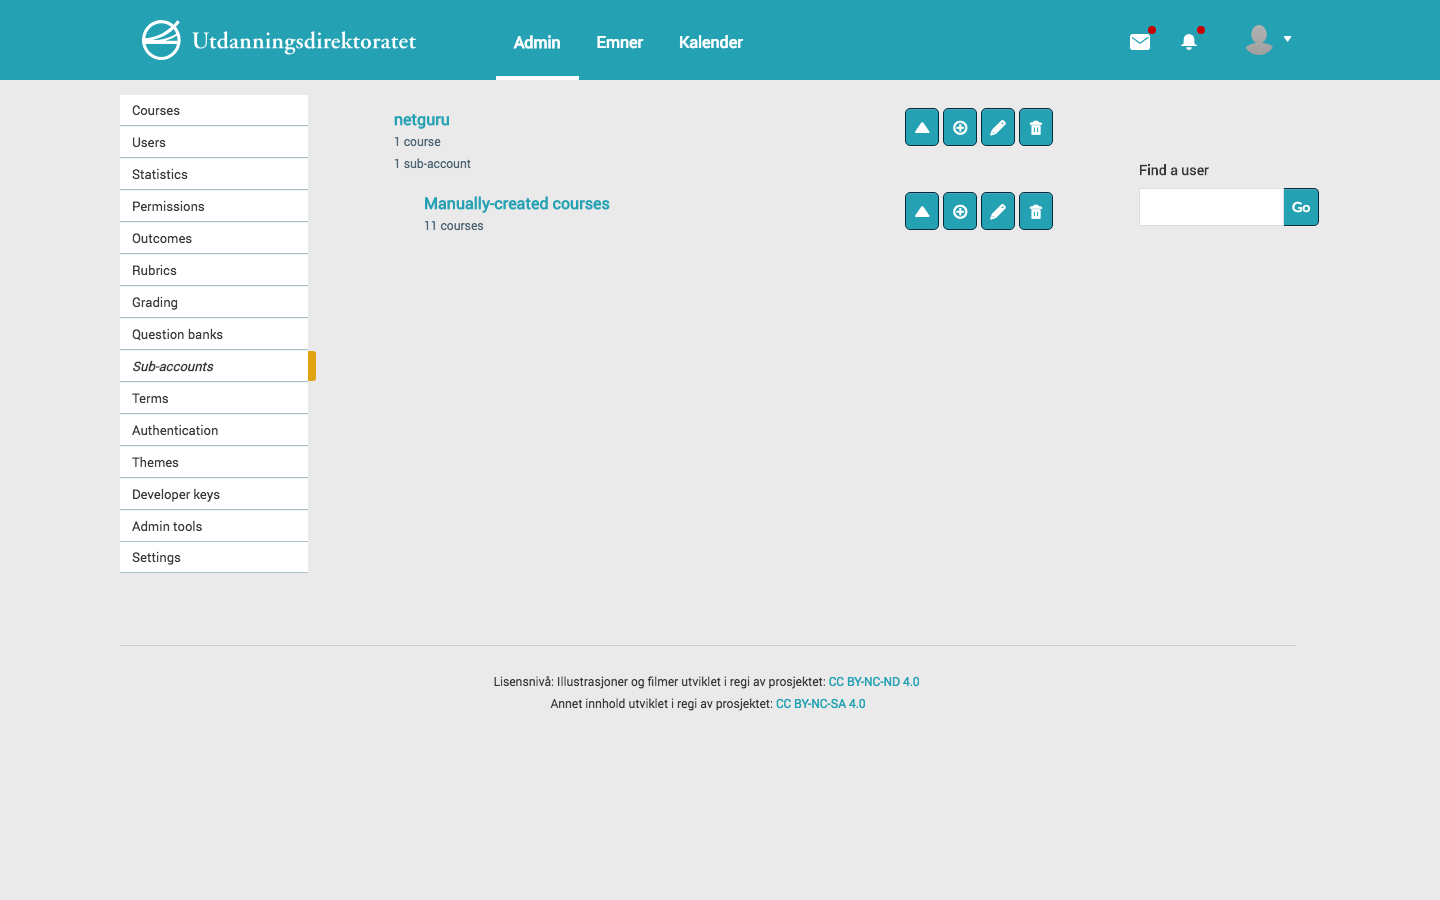 Utdanningsdirektoratet
Admin
Emner
Kalender
Courses
Users
Statistics
Permissions
Outcomes
Rubrics
Grading
Question banks
Sub-accounts
Terms
Authentication
Themes
Developer keys
Admin tools
Settings
netguru
1 course
1 sub-account
Manually-created courses
11 courses
Find a user
Go
Lisensnivå: Illustrasjoner og filmer utviklet i regi av prosjektet: CC BY-NC-ND 4.0
Annet innhold utviklet i regi av prosjektet: CC BY-NC-SA 4.0